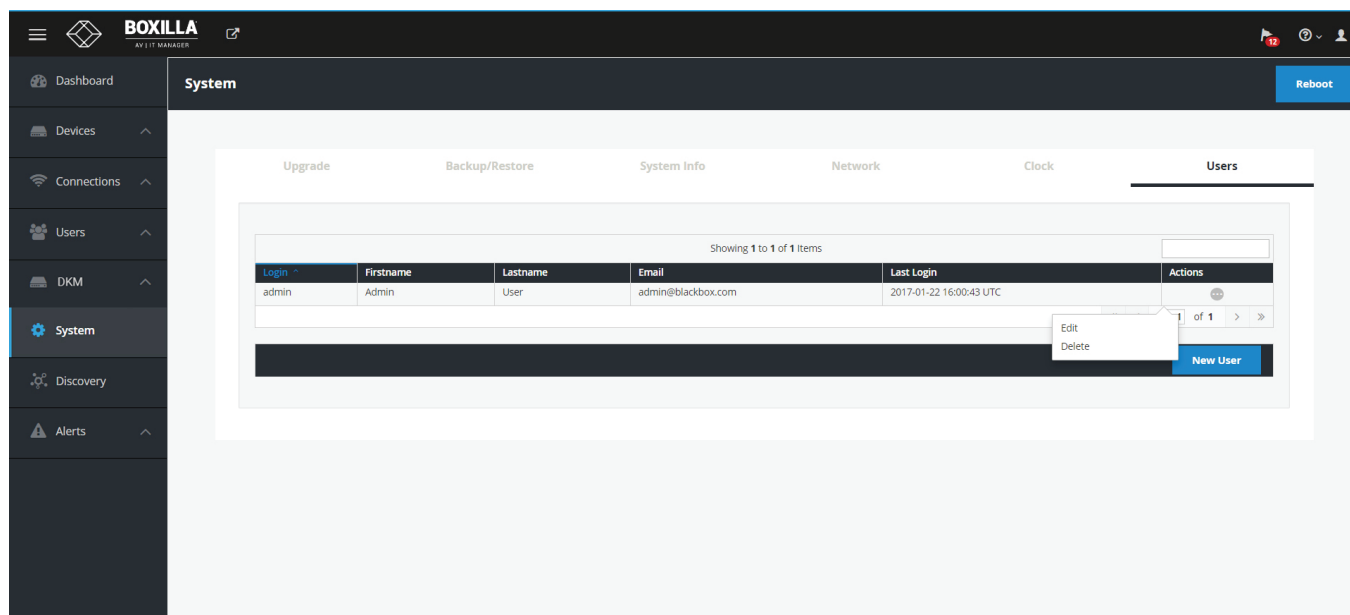 BOXILLA
AV | IT MANAGER
12
Dashboard
System
Reboot
Devices
Connections
Users
DKM
System
Discovery
Alerts
Upgrade Backup/Restore System Info Network Clock Users
Showing 1 to 1 of 1 Items
Login Firstname Lastname Email Last Login Actions
admin Admin User admin@blackbox.com 2017-01-22 16:00:43 UTC
1 of 1
Edit
Delete
New User